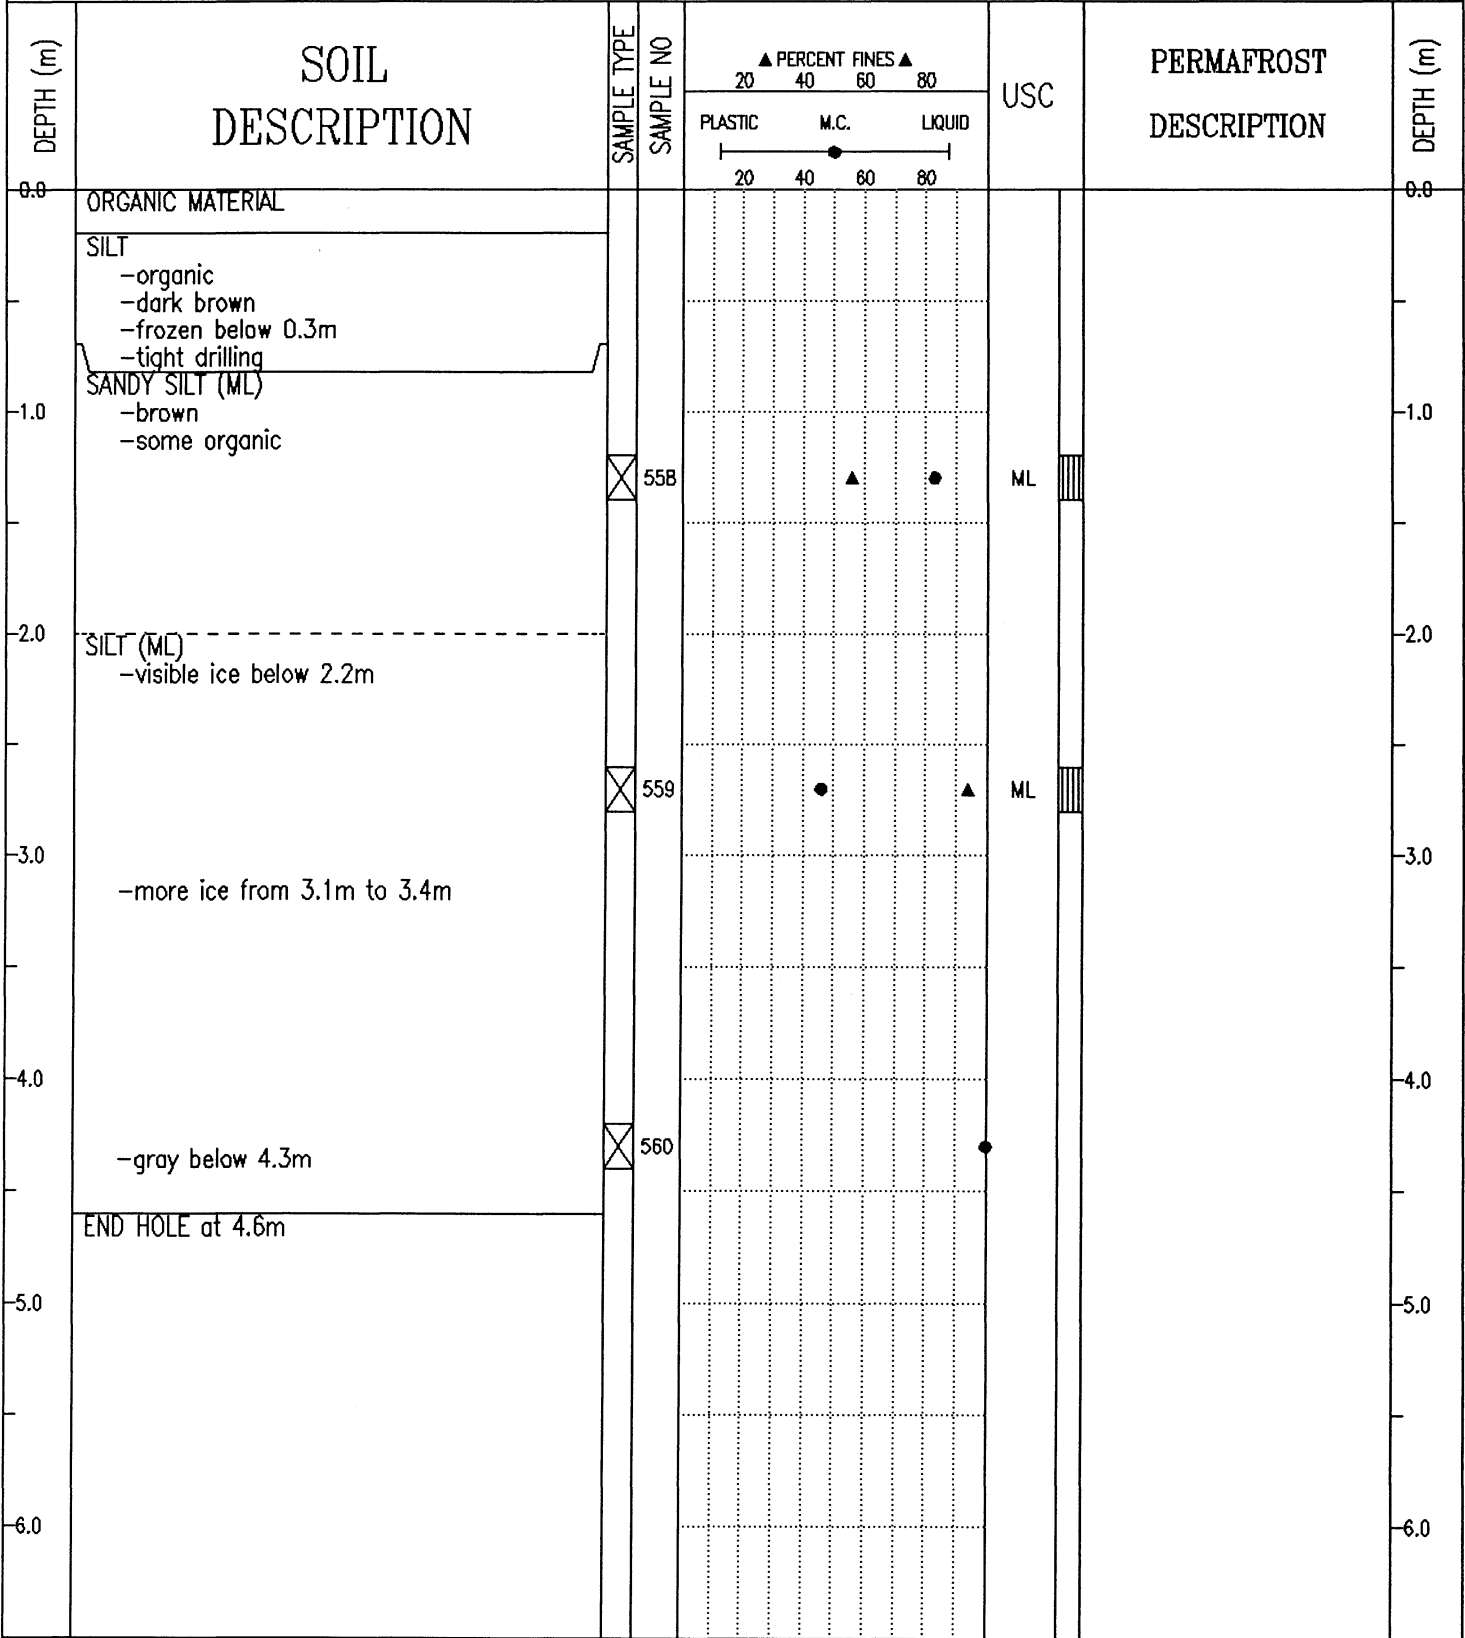 DEPTH (m)
SOIL
DESCRIPTION
SAMPLE TYPE
SAMPLE NO
▲ PERCENT FINES ▲
20 40 60 80
PLASTIC M.C. LIQUID
20 40 60 80
USC
PERMAFROST
DESCRIPTION
DEPTH (m)
0.0 0.0
ORGANIC MATERIAL
SILT
-organic
-dark brown
-frozen below 0.3m
-tight drilling
SANDY SILT (ML)
1.0 -brown 1.0
-some organic
558 ML
2.0 2.0
SILT (ML)
-visible ice below 2.2m
559 ML
3.0 3.0
-more ice from 3.1m to 3.4m
4.0 4.0
560
-gray below 4.3m
END HOLE at 4.6m
5.0 5.0
6.0 6.0